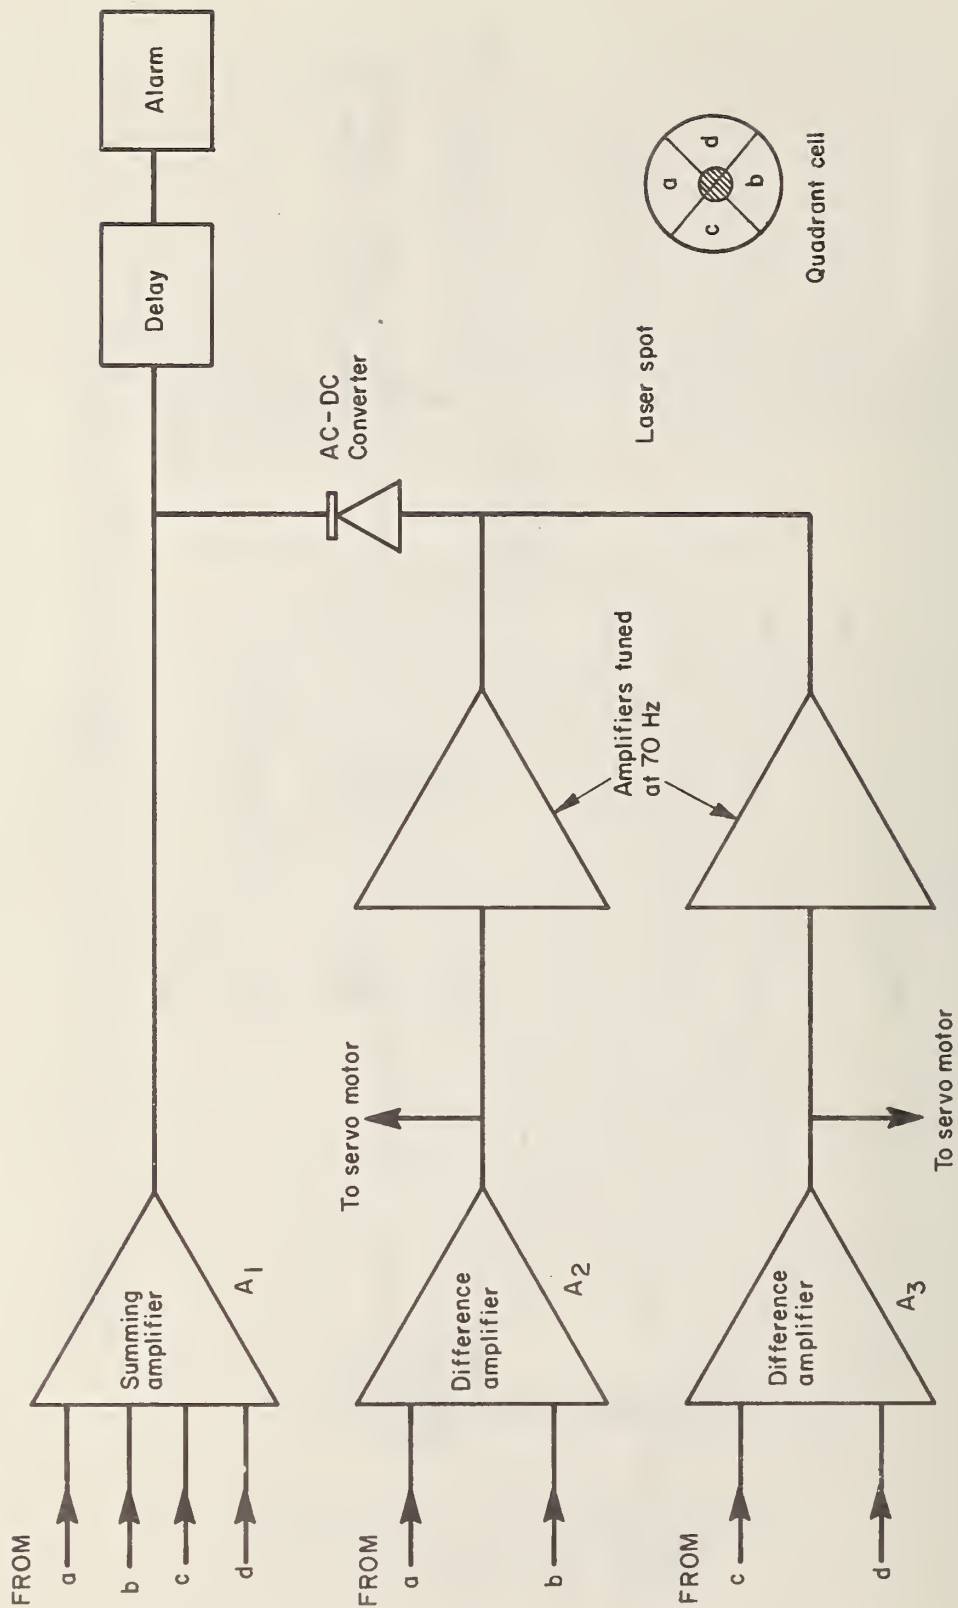 FROM
a
b
c
d
Summing
amplifier
A1
Delay
Alarm
FROM
a
b
Difference
amplifier
A2
To servo motor
Amplifiers tuned
at 70 Hz
AC-DC
Converter
FROM
c
d
Difference
amplifier
A3
To servo motor
Laser spot
a
c
d
b
Quadrant cell